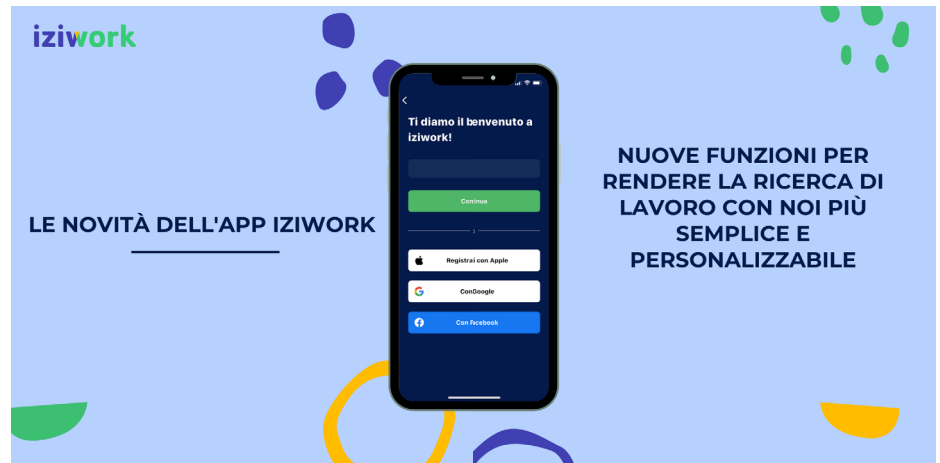 iziwork
LE NOVITÀ DELL'APP IZIWORK
Ti diamo il benvenuto a
iziwork!
Continua
Registrai con Apple
ConGoogle
Con Facebook
NUOVE FUNZIONI PER
RENDERE LA RICERCA DI
LAVORO CON NOI PIÙ
SEMPLICE E
PERSONALIZZABILE